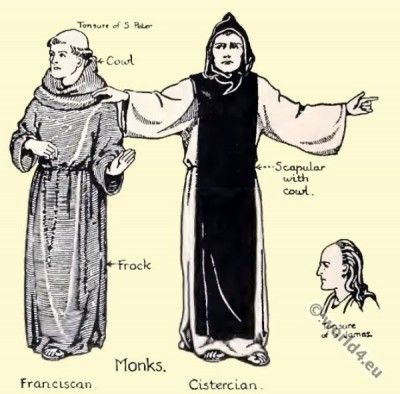 Tonsure of S. Peter
Cowl
Scapular
with
cowl.
Frock
Tonsure
of S. James.
Monks.
Franciscan.
Cistercian.
© world4.eu